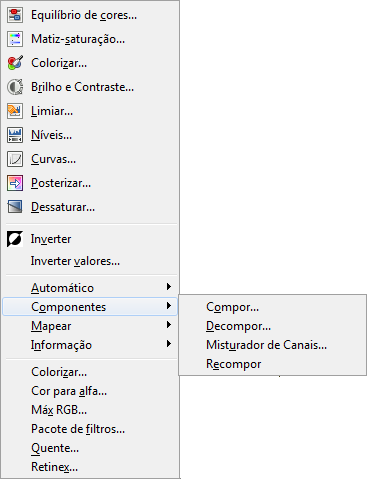 Equilíbrio de cores...
Matiz-saturação...
Colorizar...
Brilho e Contraste...
Limiar...
Níveis...
Curvas...
Posterizar...
Dessaturar...
Inverter
Inverter valores...
Automático
Componentes
Mapear
Informação
Compor...
Decompor...
Misturador de Canais...
Recompor
Colorizar...
Cor para alfa...
Máx RGB...
Pacote de filtros...
Quente...
Retinex...